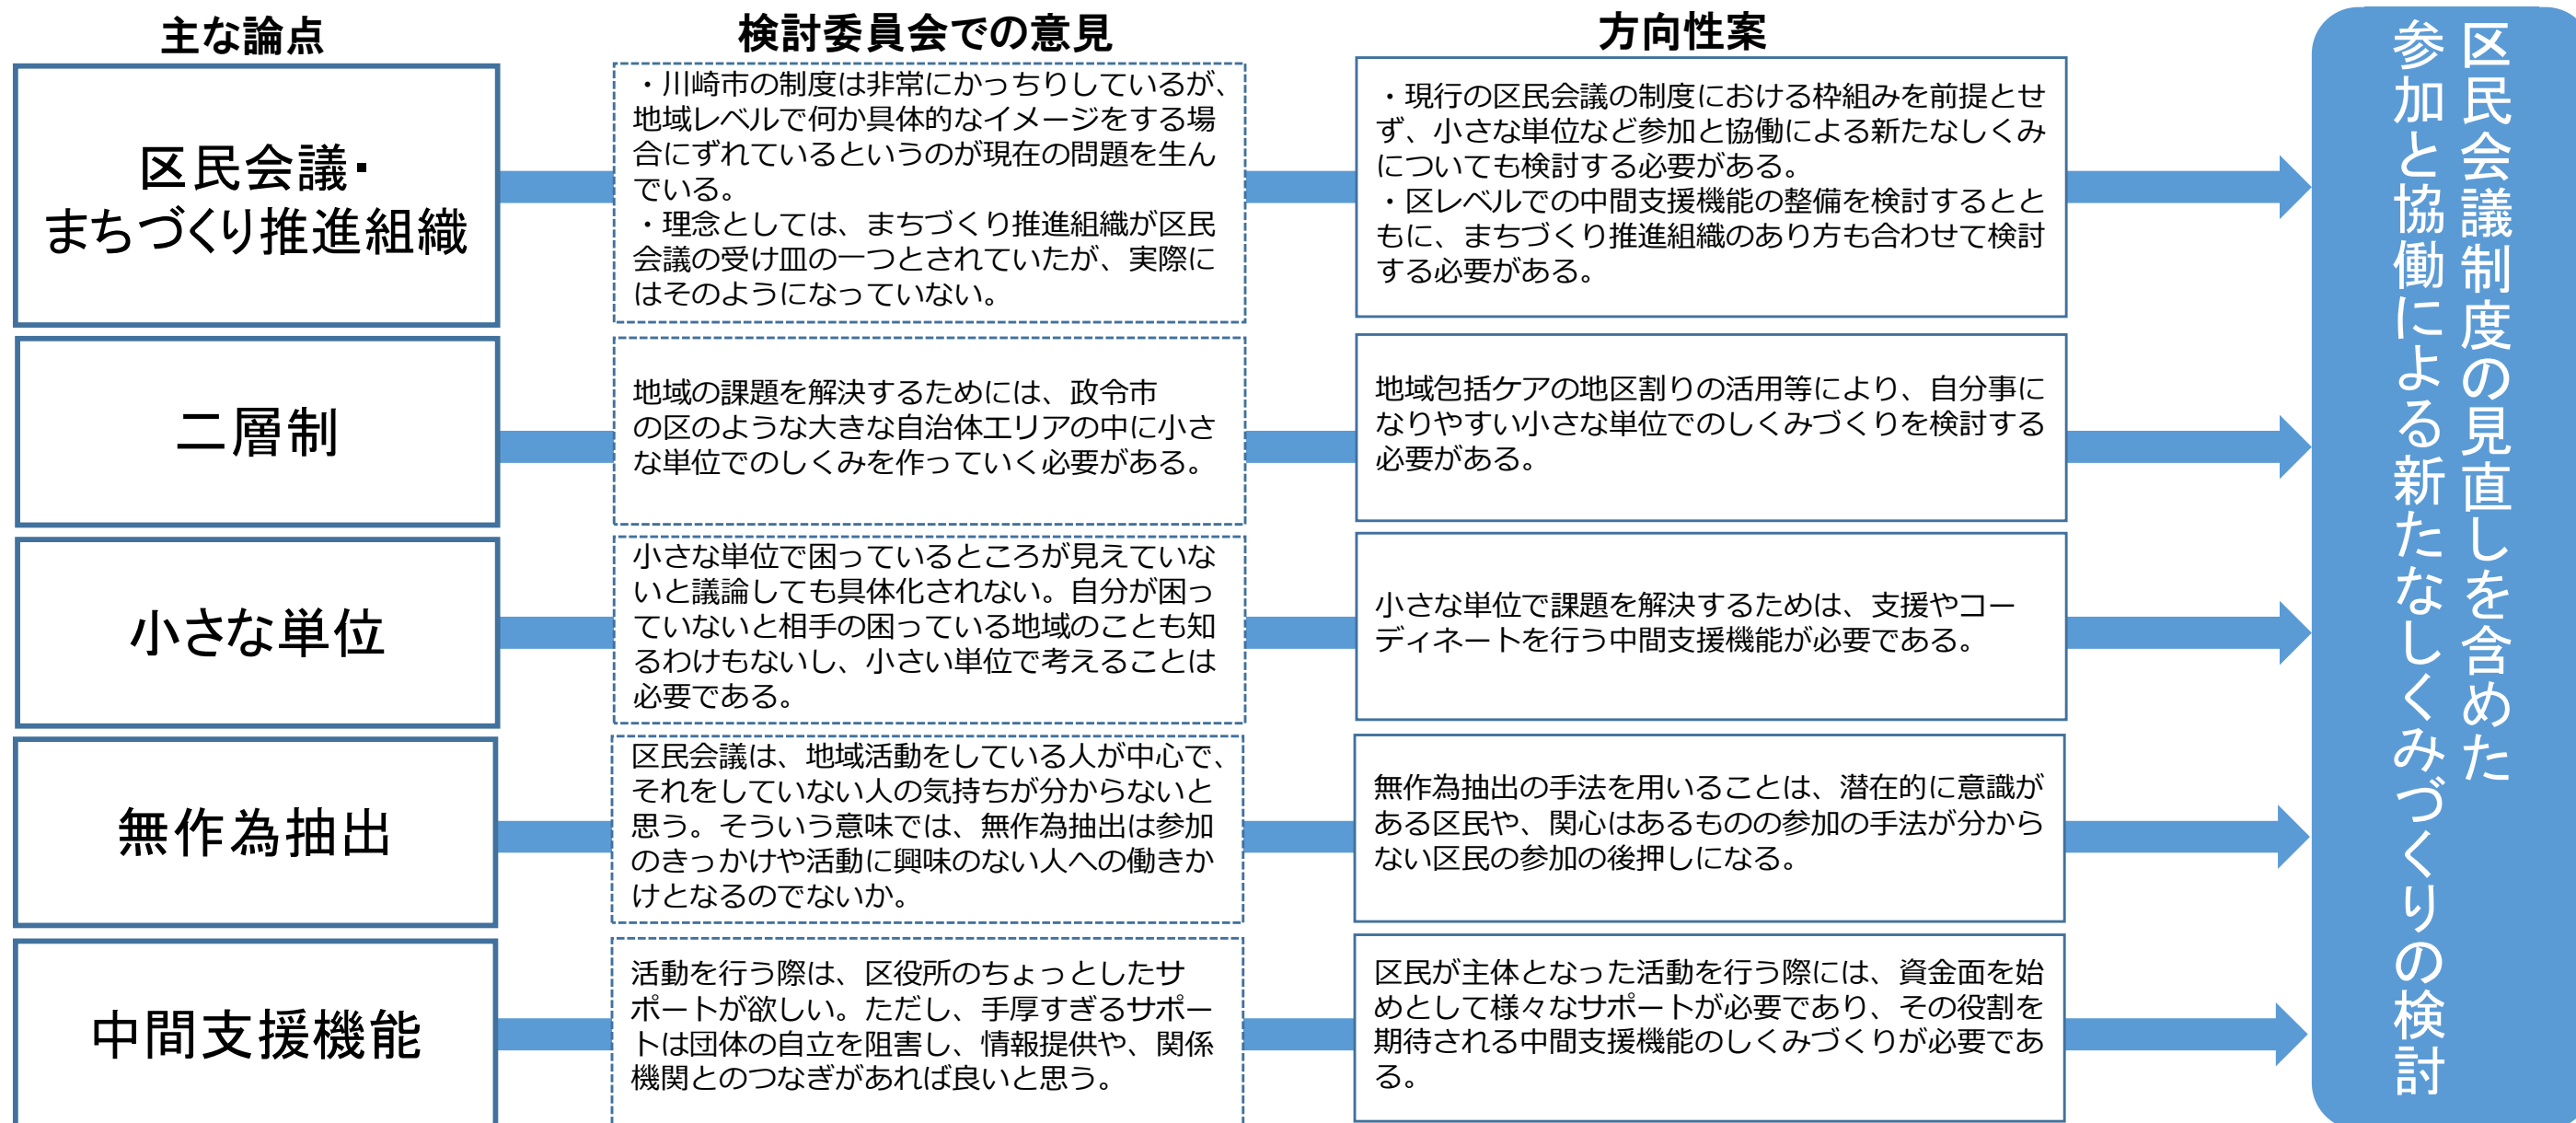 主な論点
検討委員会での意見
方向性案
区民会議・
まちづくり推進組織
・川崎市の制度は非常にかっちりしているが、
地域レベルで何か具体的なイメージをする場
合にずれているというのが現在の問題を生ん
でいる。
・理念としては、まちづくり推進組織が区民
会議の受け皿の一つとされていたが、実際に
はそのようになっていない。
・現行の区民会議の制度における枠組みを前提とせ
ず、小さな単位など参加と協働による新たなしくみ
についても検討する必要がある。
・区レベルでの中間支援機能の整備を検討するとと
もに、まちづくり推進組織のあり方も合わせて検討
する必要がある。
二層制
地域の課題を解決するためには、政令市
の区のような大きな自治体エリアの中に小さ
な単位でのしくみを作っていく必要がある。
地域包括ケアの地区割りの活用等により、自分事に
なりやすい小さな単位でのしくみづくりを検討する
必要がある。
小さな単位
小さな単位で困っているところが見えていな
いと議論しても具体化されない。自分が困っ
ていないと相手の困っている地域のことも知
るわけもないし、小さい単位で考えることは
必要である。
小さな単位で課題を解決するためは、支援やコー
ディネートを行う中間支援機能が必要である。
無作為抽出
区民会議は、地域活動をしている人が中心で、
それをしていない人の気持ちが分からないと
思う。そういう意味では、無作為抽出は参加
のきっかけや活動に興味のない人への働きか
けとなるのでないか。
無作為抽出の手法を用いることは、潜在的に意識が
ある区民や、関心はあるものの参加の手法が分から
ない区民の参加の後押しになる。
中間支援機能
活動を行う際は、区役所のちょっとしたサ
ポートが欲しい。ただし、手厚すぎるサポー
トは団体の自立を阻害し、情報提供や、関係
機関とのつなぎがあれば良いと思う。
区民が主体となった活動を行う際には、資金面を始
めとして様々なサポートが必要であり、その役割を
期待される中間支援機能のしくみづくりが必要であ
る。
区民会議制度の見直しを含めた
参加と協働による新たなしくみづくりの検討